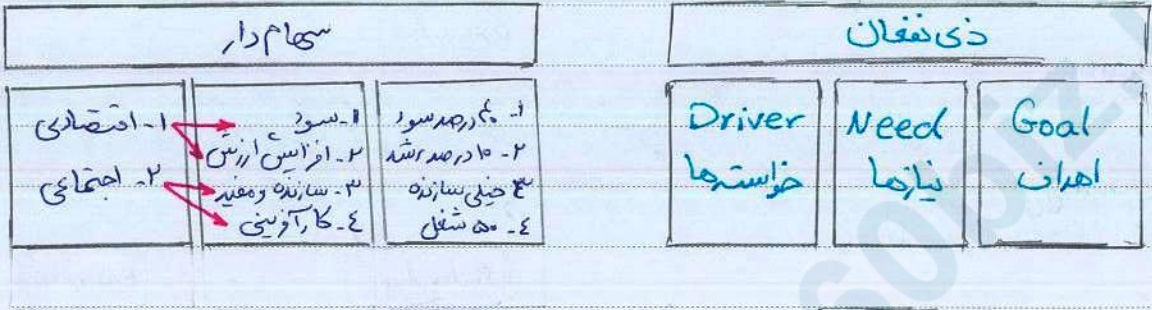 ذی نفعان
Goal
اهداف
Need
نیازها
Driver
خواسته‌ها
سهام دار
۱- ۲۰ درصد سود
۲- ۱۰ درصد رشد
۳ خیلی سازنده
۴- ۵۰ شغل
۱- سود
۲- افزایش ارزش
۳- سازنده و مفید
۴- کارآفرینی
۱- اقتصادی
۲- اجتماعی